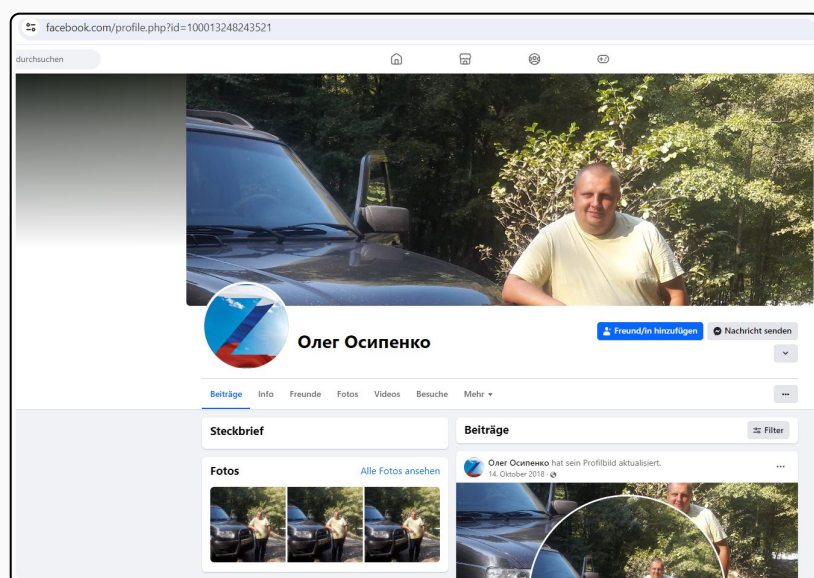 facebook.com/profile.php?id=100013248243521
durchsuchen
Олег Осипенко
Freund/in hinzufügen
Nachricht senden
Beiträge Info Freunde Fotos Videos Besuche Mehr
Steckbrief
Beiträge
Filter
Fotos
Alle Fotos ansehen
Олег Осипенко hat sein Profilbild aktualisiert.
14. Oktober 2018 ·